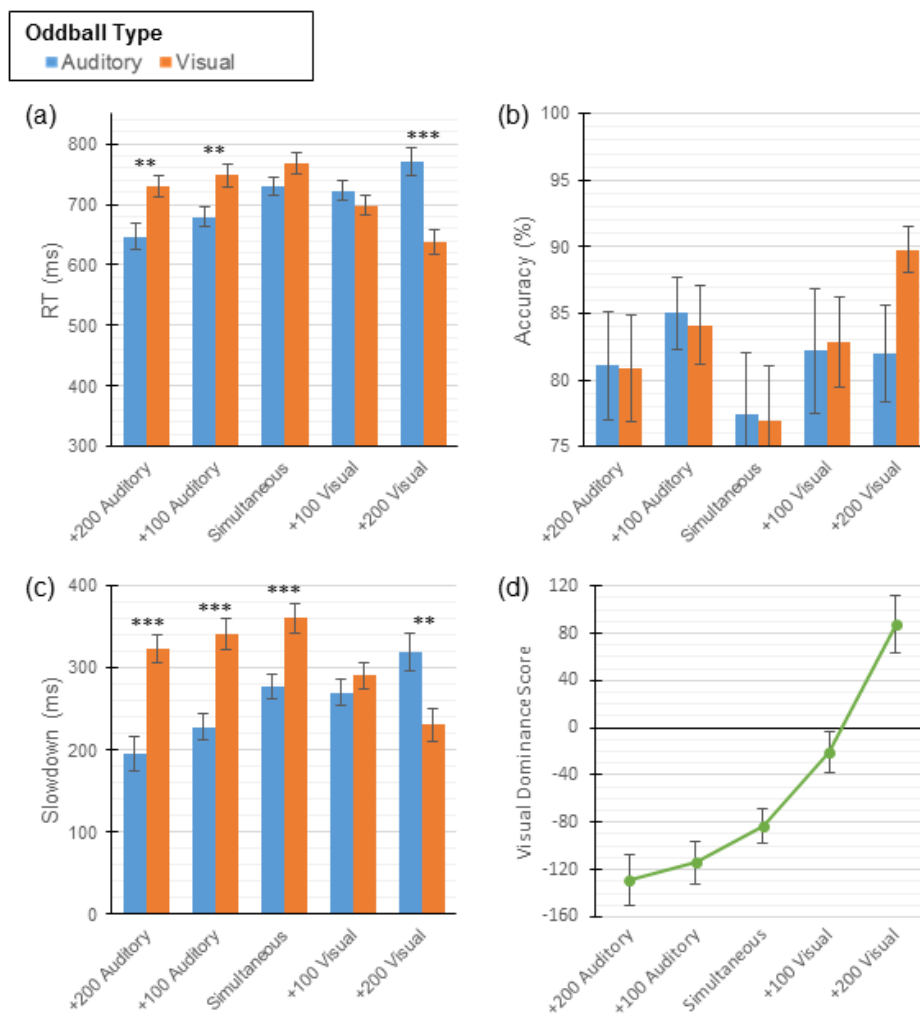 Oddball Type
Auditory Visual
(a)
RT (ms)
800
700
600
500
400
300
** ** ***
+200 Auditory
+100 Auditory
Simultaneous
+100 Visual
+200 Visual
(b)
Accuracy (%)
100
95
90
85
80
75
+200 Auditory
+100 Auditory
Simultaneous
+100 Visual
+200 Visual
(c)
Slowdown (ms)
400
300
200
100
0
*** *** *** **
+200 Auditory
+100 Auditory
Simultaneous
+100 Visual
+200 Visual
(d)
Visual Dominance Score
120
80
40
0
-40
-80
-120
-160
+200 Auditory
+100 Auditory
Simultaneous
+100 Visual
+200 Visual